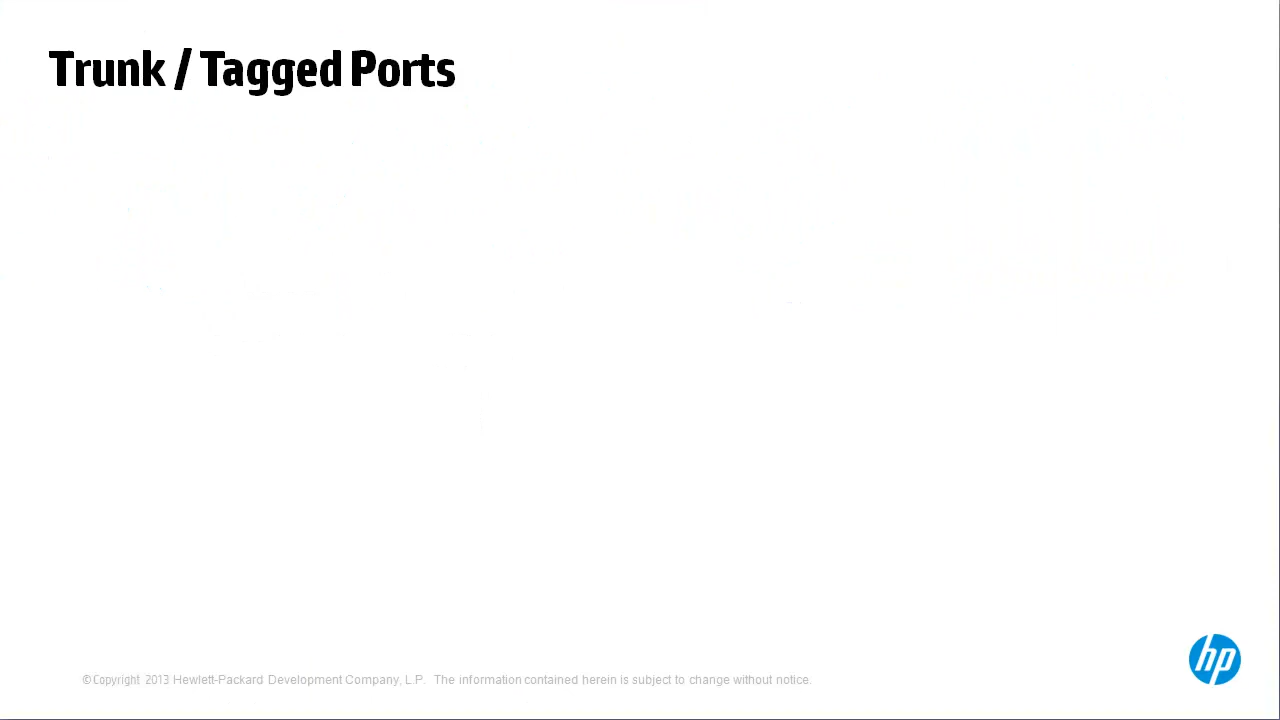 Trunk / Tagged Ports
hp
© Copyright 2013 Hewlett-Packard Development Company, L.P. The information contained herein is subject to change without notice.